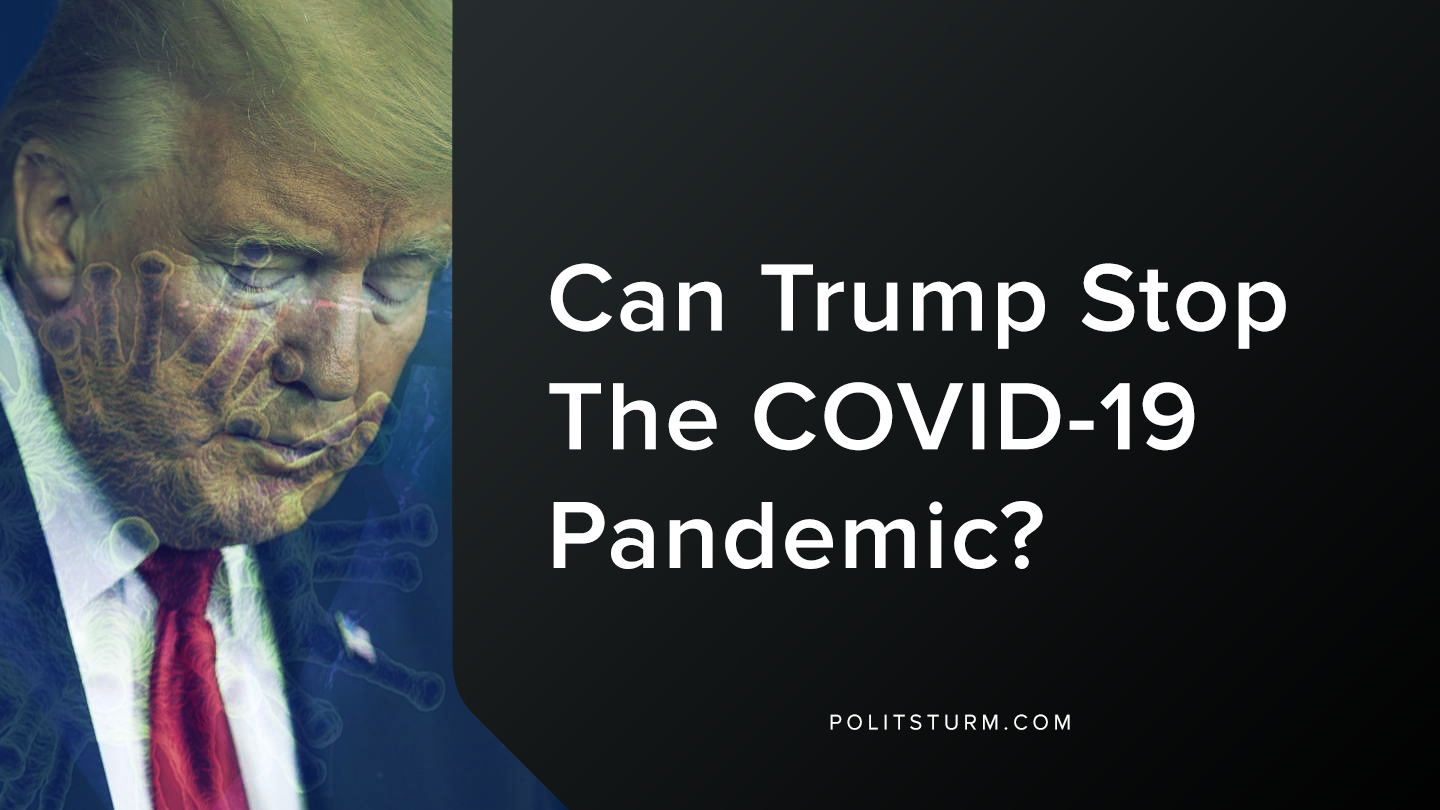 Can Trump Stop
The COVID-19
Pandemic?
POLITSTURM.COM